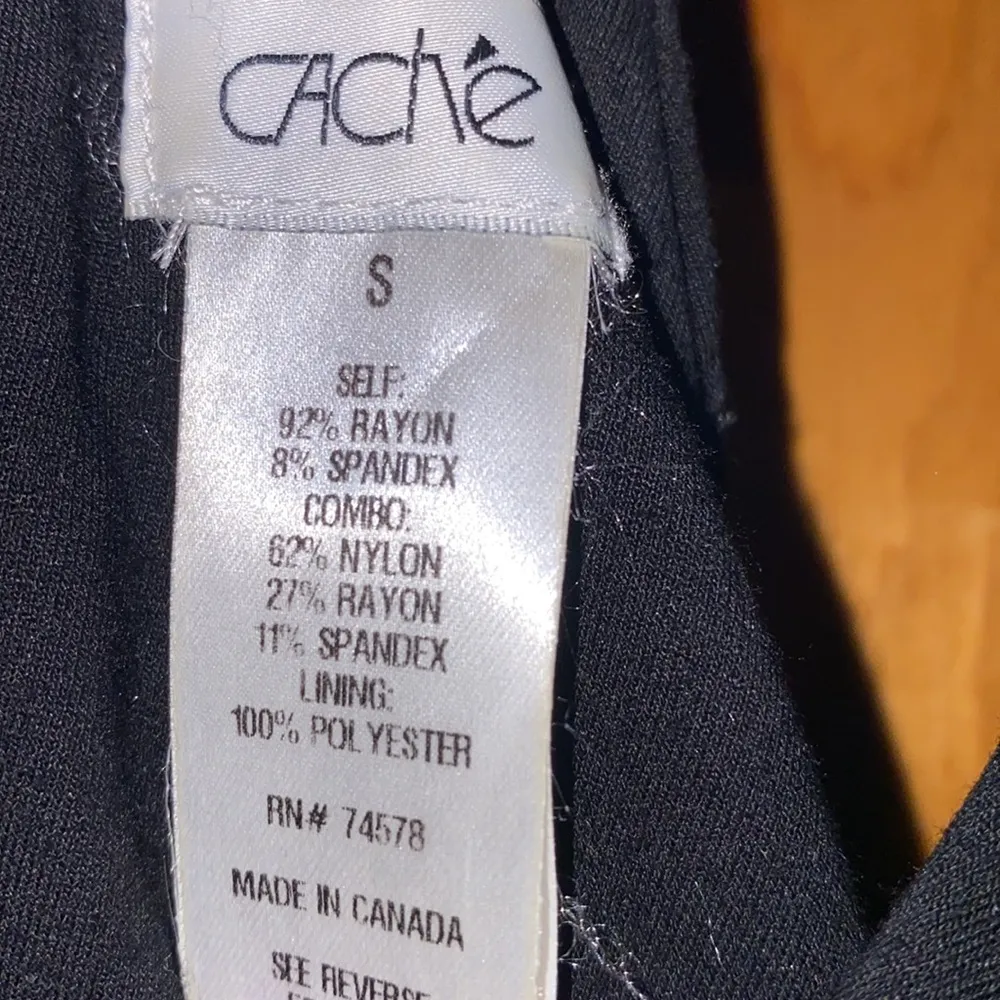 CACHÉ
S
SELF:
92% RAYON
8% SPANDEX
COMBO:
62% NYLON
27% RAYON
11% SPANDEX
LINING:
100% POLYESTER
RN# 74578
MADE IN CANADA
SEE REVERSE